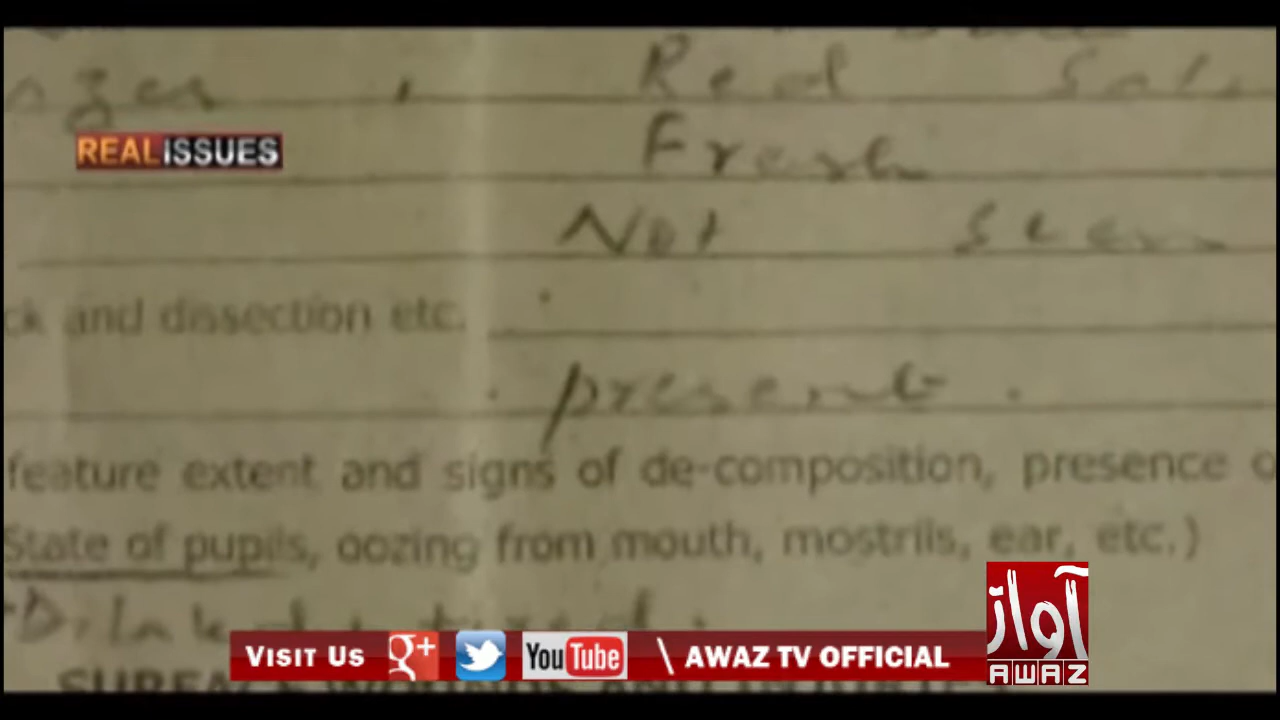 Red
Fresh
REAL ISSUES
Not seen
ck and dissection etc.
present.
feature extent and signs of de-composition, presence o
State of pupils, oozing from mouth, mostrils, ear, etc.)
VISIT US g+ YouTube \ AWAZ TV OFFICIAL
آواز
AWAZ